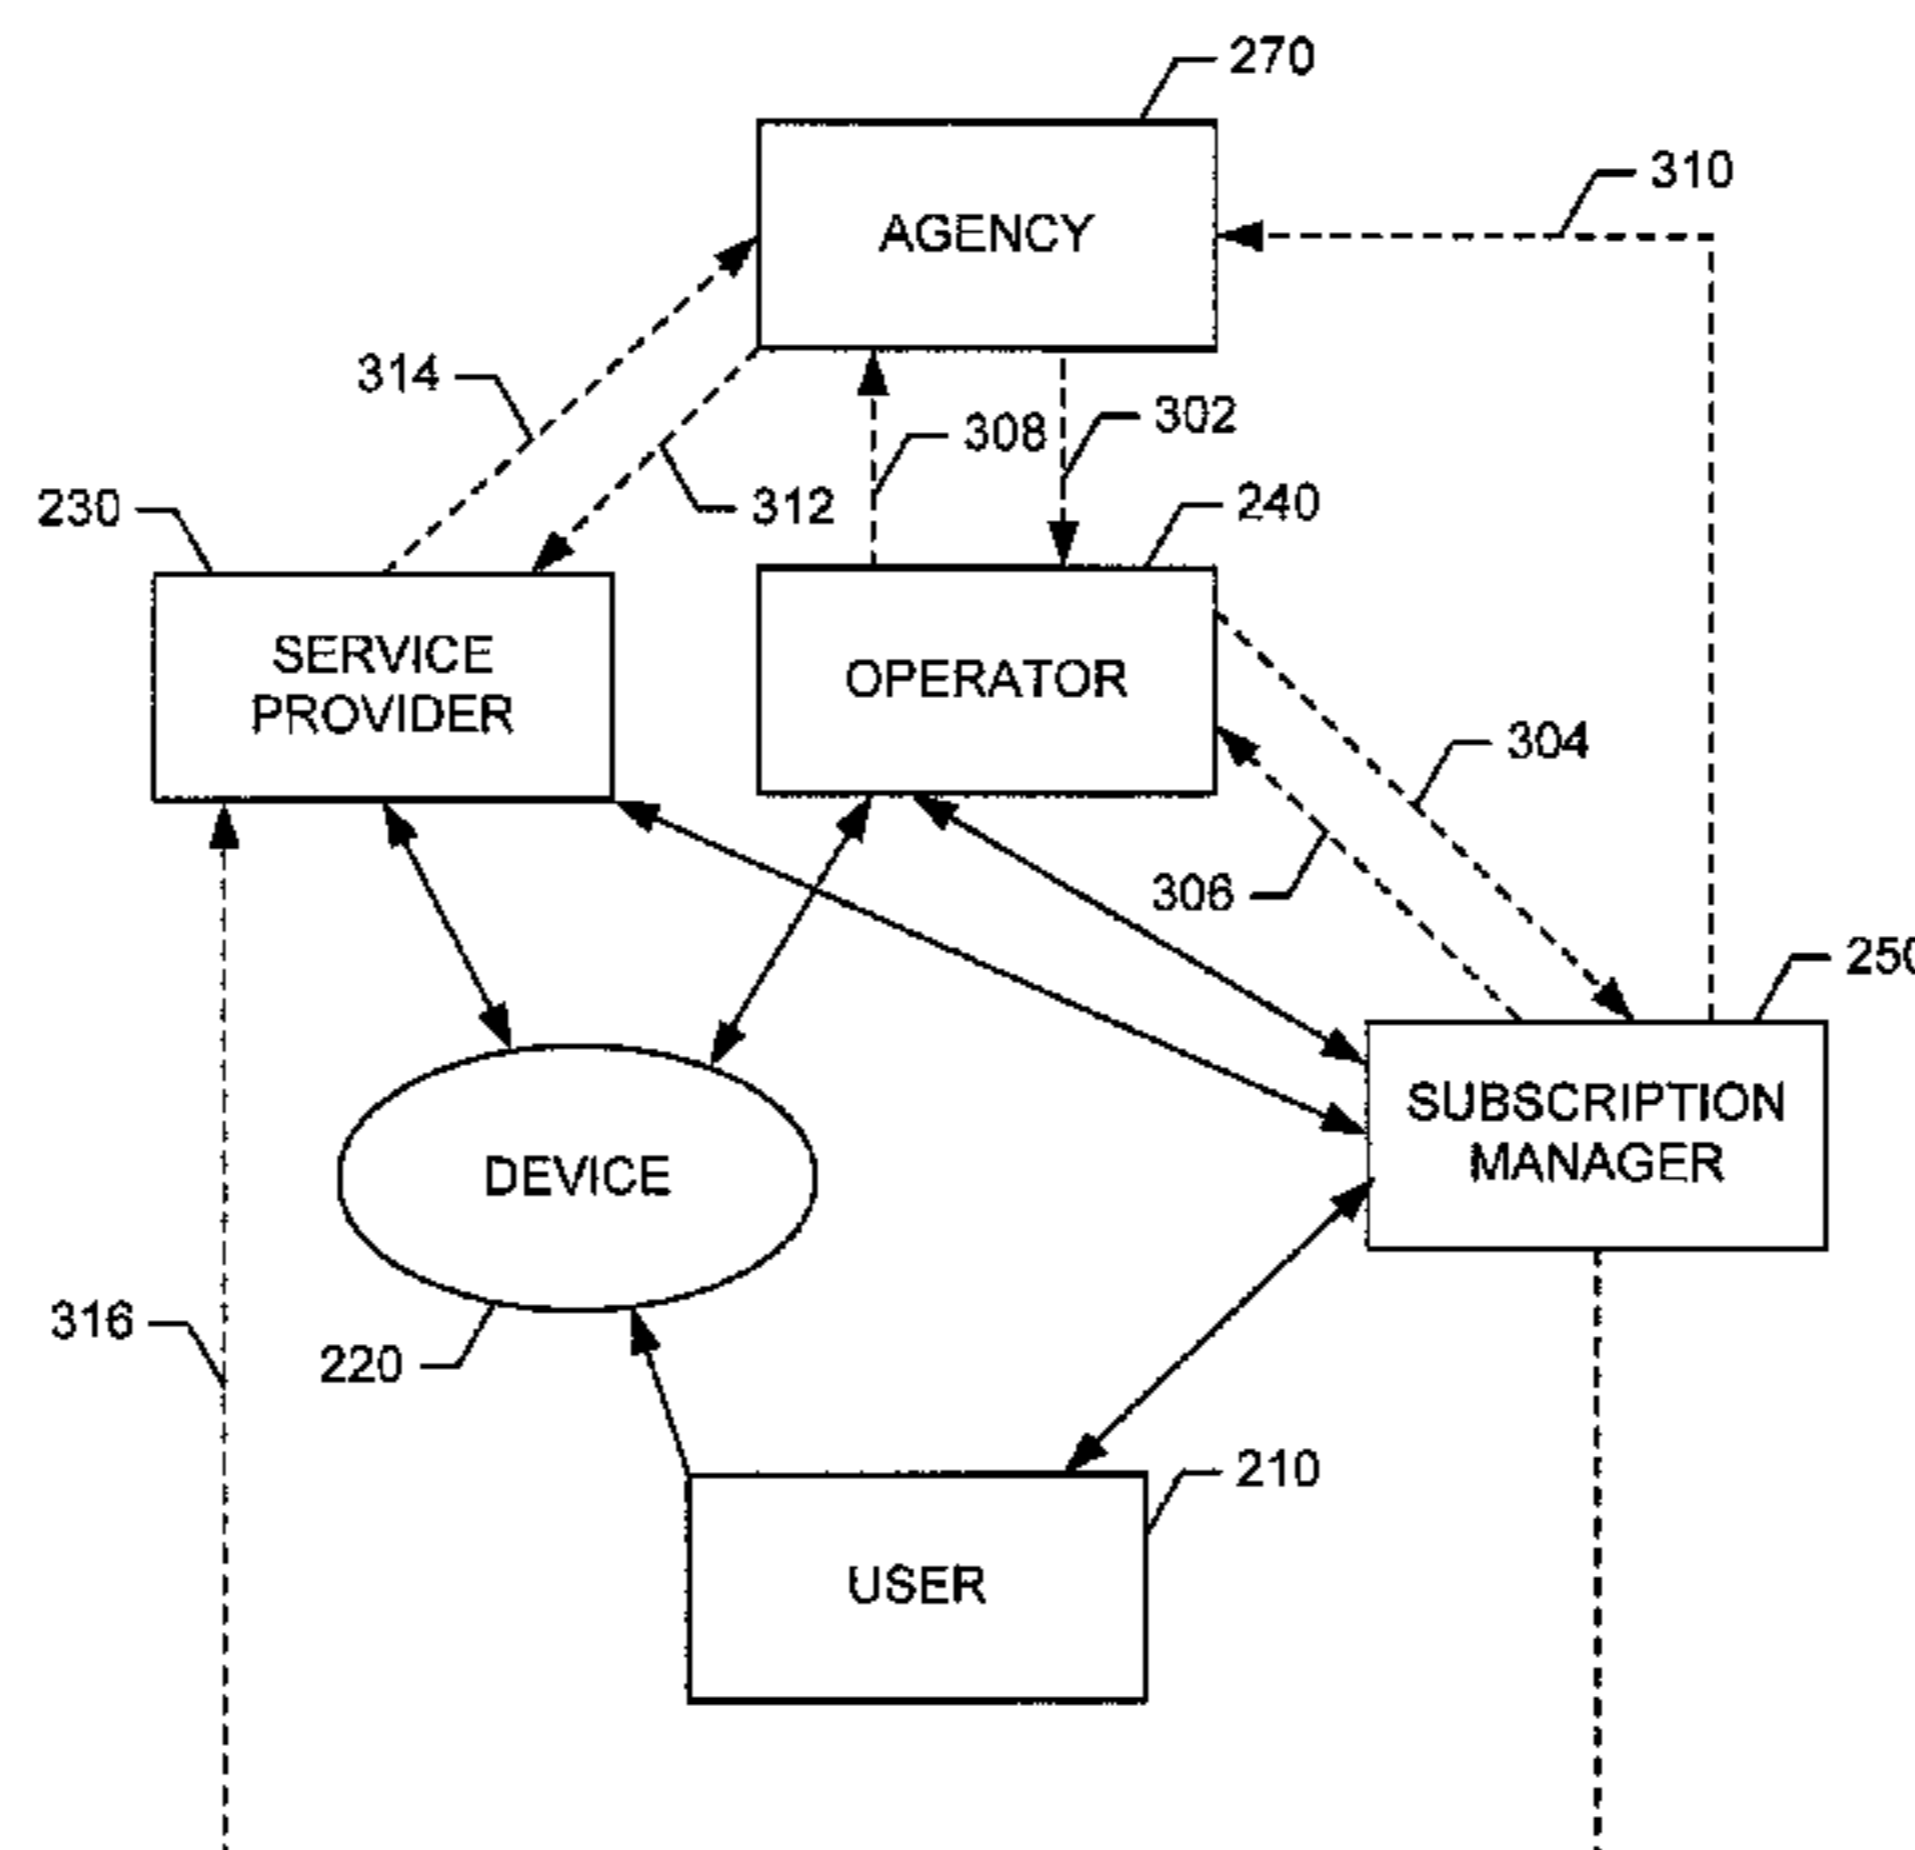 270
310
AGENCY
314
302
308
312
230
240
SERVICE
PROVIDER
OPERATOR
304
306
250
SUBSCRIPTION
MANAGER
DEVICE
316
220
210
USER